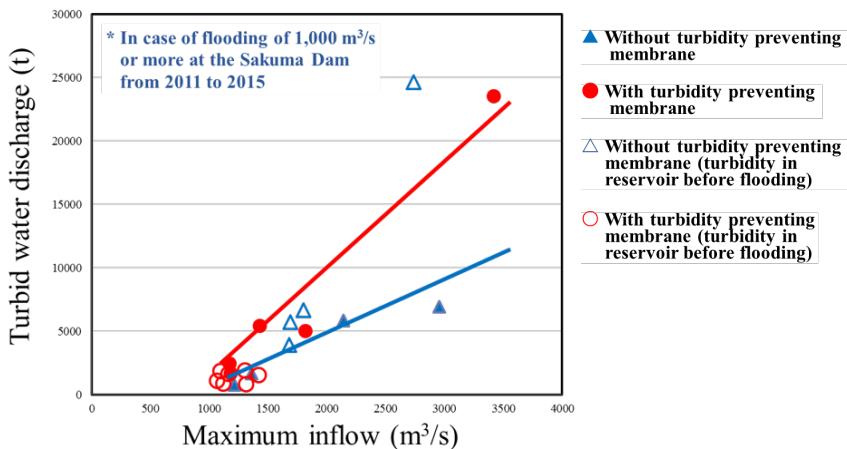 * In case of flooding of 1,000 m³/s
or more at the Sakuma Dam
from 2011 to 2015
Turbid water discharge (t)
30000
25000
20000
15000
10000
5000
0
0 500 1000 1500 2000 2500 3000 3500 4000
Maximum inflow (m³/s)
Without turbidity preventing
membrane
With turbidity preventing
membrane
Without turbidity preventing
membrane (turbidity in
reservoir before flooding)
With turbidity preventing
membrane (turbidity in
reservoir before flooding)